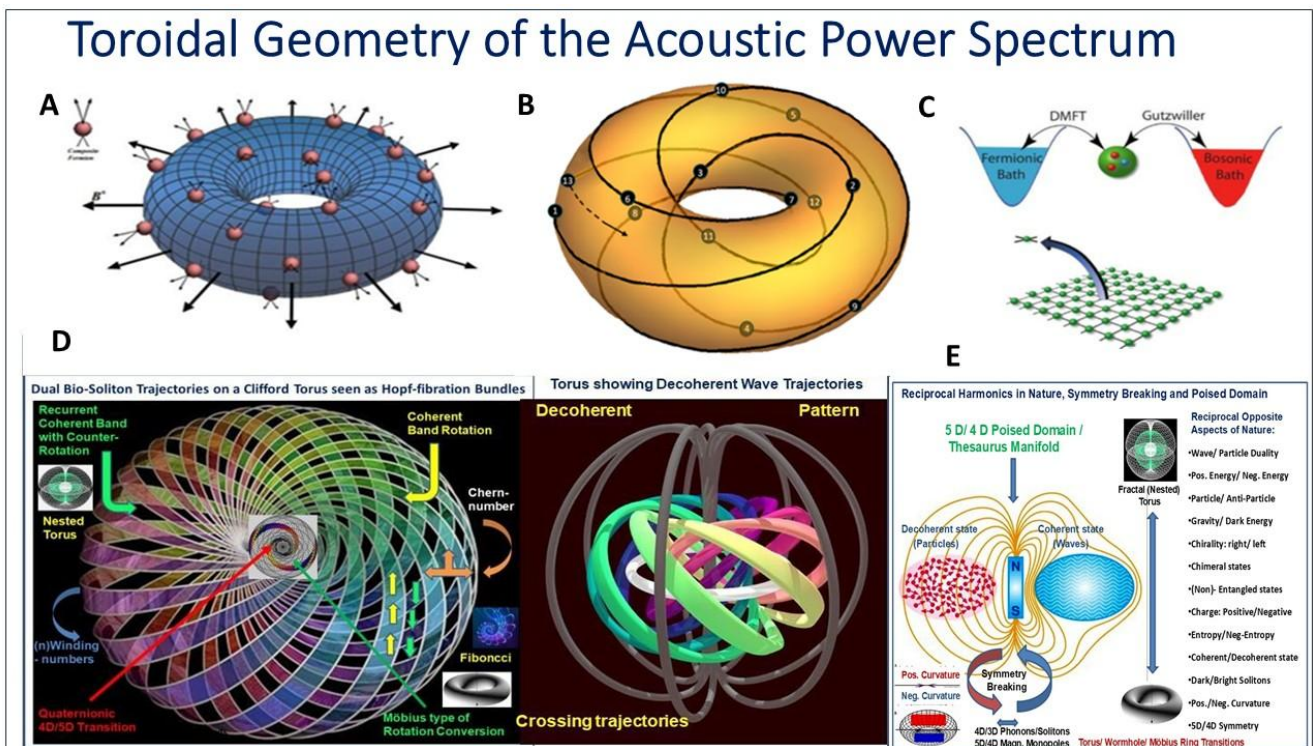 Toroidal Geometry of the Acoustic Power Spectrum
A
Composite
Fermion
B*
B
10
5
3
13
6
7
2
1
8
12
11
9
4
C
DMFT
Gutzwiller
Fermionic
Bath
Bosonic
Bath
D
Dual Bio-Soliton Trajectories on a Clifford Torus seen as Hopf-fibration Bundles
Recurrent
Coherent Band
with Counter-
Rotation
Nested
Torus
Coherent
Band Rotation
Chern-
number
(n)Winding
- numbers
Fiboncci
Quaternionic
4D/5D Transition
Möbius type of
Rotation Conversion
Torus showing Decoherent Wave Trajectories
Decoherent
Pattern
Crossing trajectories
E
Reciprocal Harmonics in Nature, Symmetry Breaking and Poised Domain
5 D/ 4 D Poised Domain /
Thesaurus Manifold
Decoherent state
(Particles)
Coherent state
(Waves)
N
S
Pos. Curvature
Neg. Curvature
Symmetry
Breaking
4D/3D Phonons/Solitons
5D/4D Magn. Monopoles
Fractal (Nested)
Torus
Torus/ Wormhole/ Möbius Ring Transitions
Reciprocal Opposite
Aspects of Nature:
•Wave/ Particle Duality
•Pos. Energy/ Neg. Energy
•Particle/ Anti-Particle
•Gravity/ Dark Energy
•Chirality: right/ left
•Chimeral states
•(Non)- Entangled states
•Charge: Positive/Negative
•Entropy/Neg-Entropy
•Coherent/Decoherent state
•Dark/Bright Solitons
•Pos./Neg. Curvature
•5D/4D Symmetry